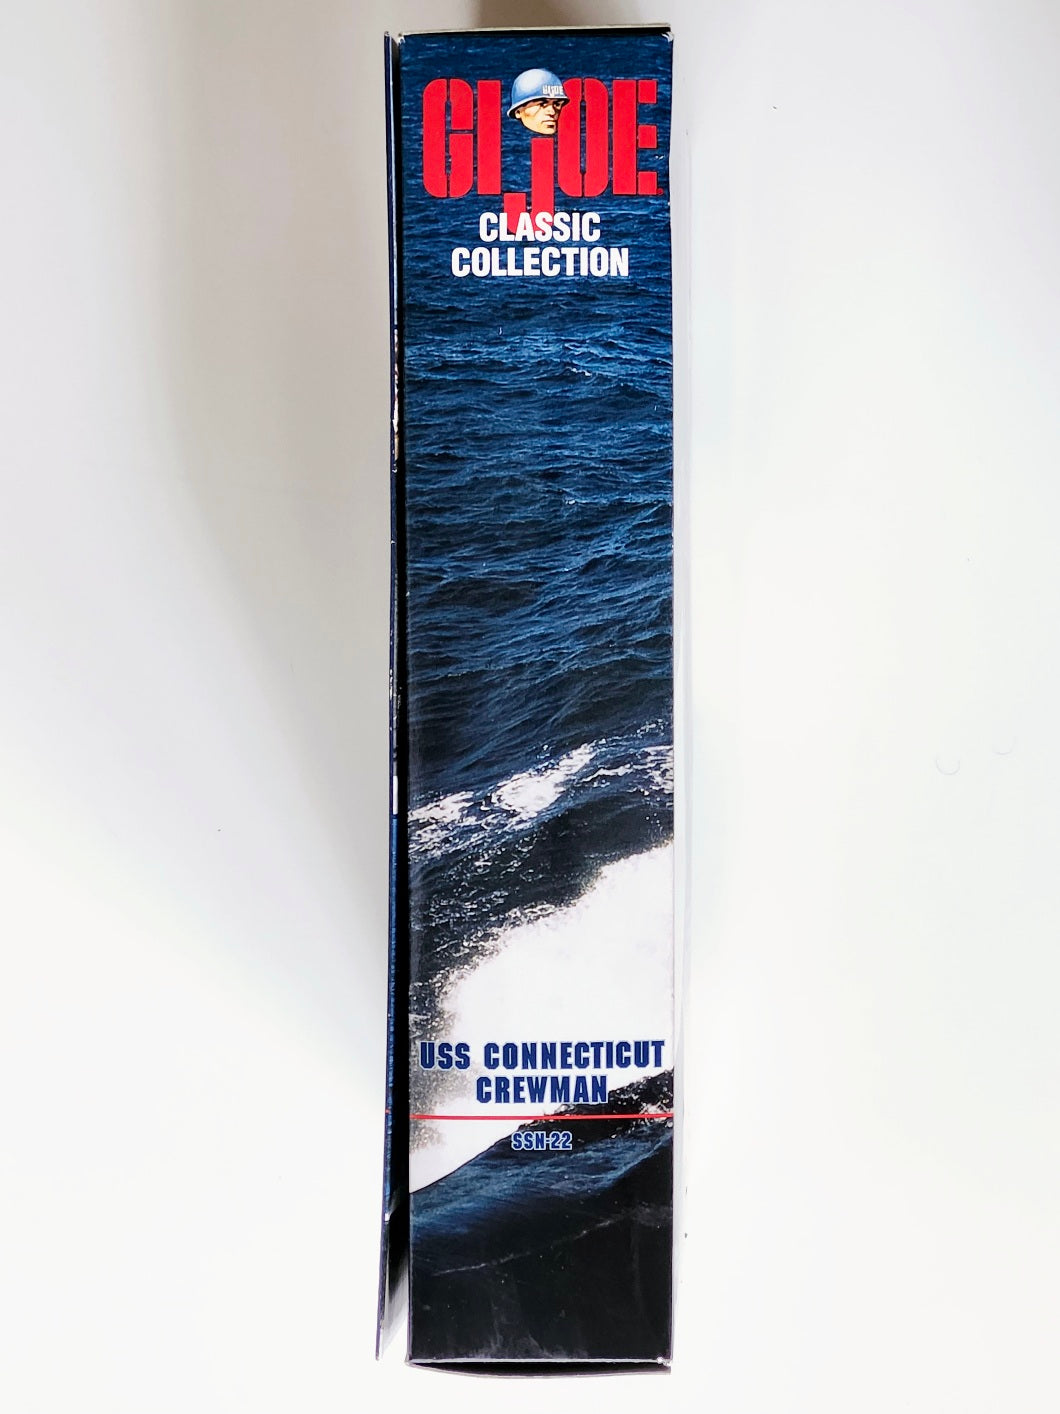 GI JOE
CLASSIC
COLLECTION
USS CONNECTICUT
CREWMAN
SSN-22